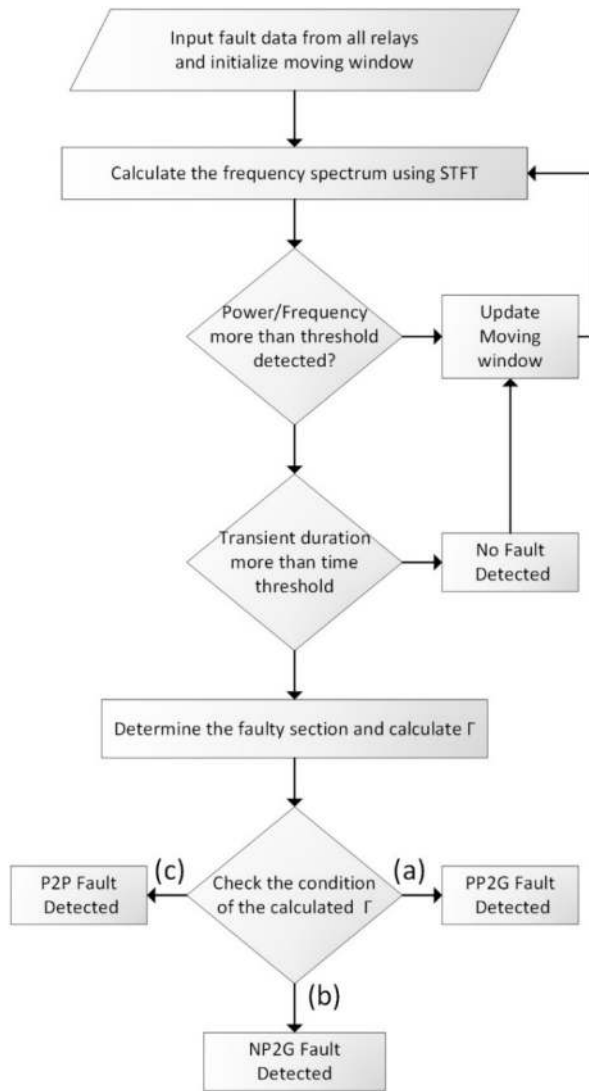 Input fault data from all relays
and initialize moving window
Calculate the frequency spectrum using STFT
Power/Frequency
more than threshold
detected?
Update
Moving
window
Transient duration
more than time
threshold
No Fault
Detected
Determine the faulty section and calculate Γ
P2P Fault
Detected
(c)
Check the condition
of the calculated Γ
(a)
PP2G Fault
Detected
(b)
NP2G Fault
Detected